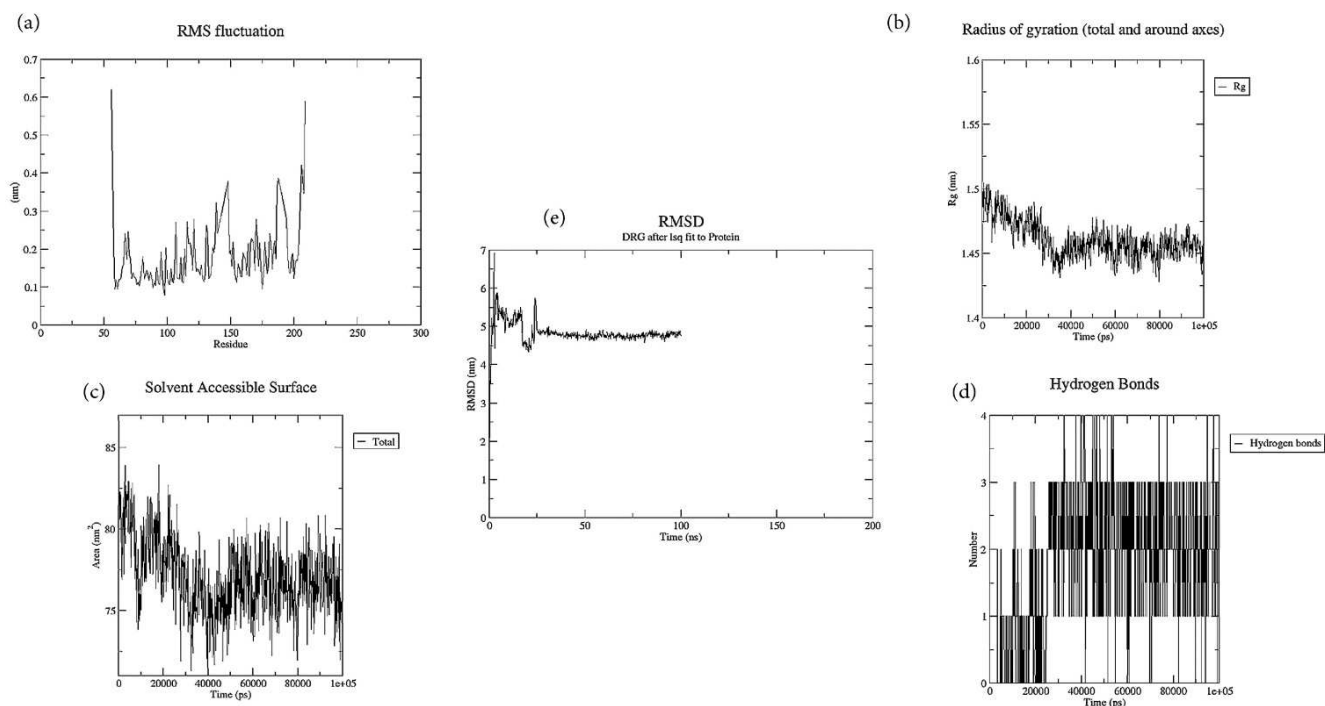 (a)
RMS fluctuation
0.7
0.6
0.5
0.4
(nm)
0.3
0.2
0.1
0
0 50 100 150 200 250 300
Residue
(b)
Radius of gyration (total and around axes)
1.6
1.55
Rg (nm)
1.5
1.45
1.4
0 20000 40000 60000 80000 1e+05
Time (ps)
Rg
(c)
Solvent Accessible Surface
85
80
Area (nm²)
75
0 20000 40000 60000 80000 1e+05
Time (ps)
Total
(e)
RMSD
DRG after lsq fit to Protein
7
6
5
4
RMSD (nm)
3
2
1
0
0 50 100 150 200
Time (ns)
(d)
Hydrogen Bonds
4
3
Number
2
1
0
0 20000 40000 60000 80000 1e+05
Time (ps)
Hydrogen bonds